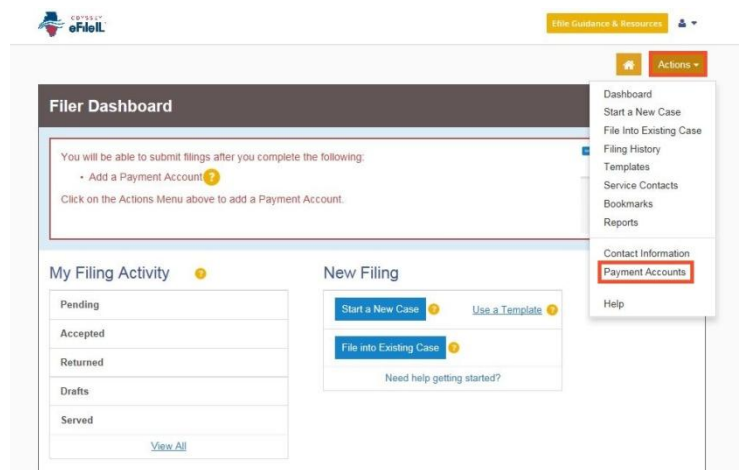 ODYSSEY
eFileIL
Efile Guidance & Resources
Actions
Dashboard
Start a New Case
File Into Existing Case
Filing History
Templates
Service Contacts
Bookmarks
Reports
Contact Information
Payment Accounts
Help
Filer Dashboard
You will be able to submit filings after you complete the following:
• Add a Payment Account ?
Click on the Actions Menu above to add a Payment Account.
My Filing Activity ?
Pending
Accepted
Returned
Drafts
Served
View All
New Filing
Start a New Case ? Use a Template ?
File into Existing Case ?
Need help getting started?